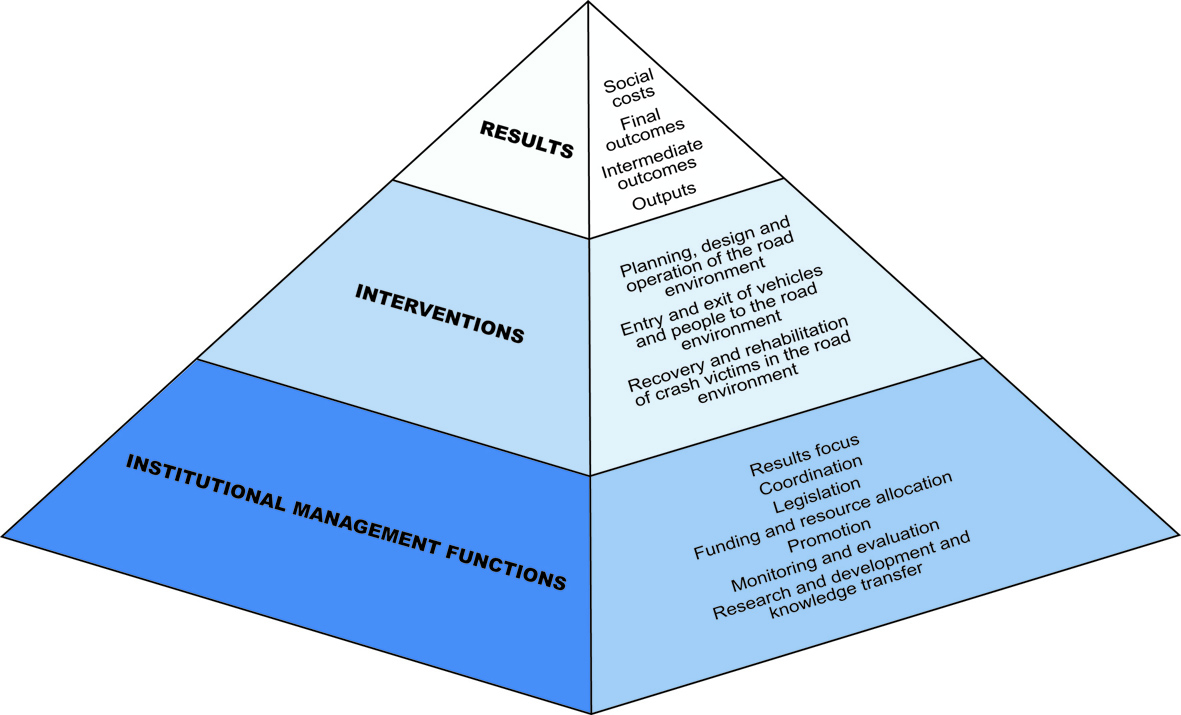 RESULTS
Social
costs
Final
outcomes
Intermediate
outcomes
Outputs
INTERVENTIONS
Planning, design and
operation of the road
environment
Entry and exit of vehicles
and people to the road
environment
Recovery and rehabilitation
of crash victims in the road
environment
INSTITUTIONAL MANAGEMENT FUNCTIONS
Results focus
Coordination
Legislation
Funding and resource allocation
Promotion
Monitoring and evaluation
Research and development and
knowledge transfer